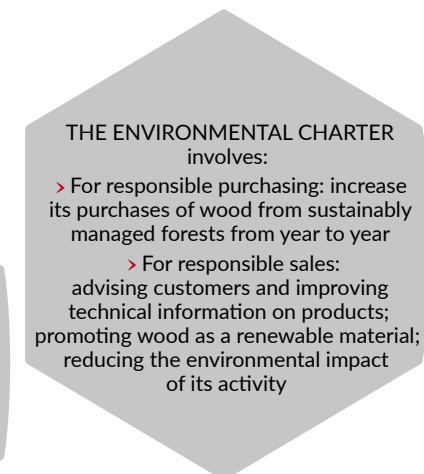 THE ENVIRONMENTAL CHARTER
involves:
› For responsible purchasing: increase
its purchases of wood from sustainably
managed forests from year to year
› For responsible sales:
advising customers and improving
technical information on products;
promoting wood as a renewable material;
reducing the environmental impact
of its activity